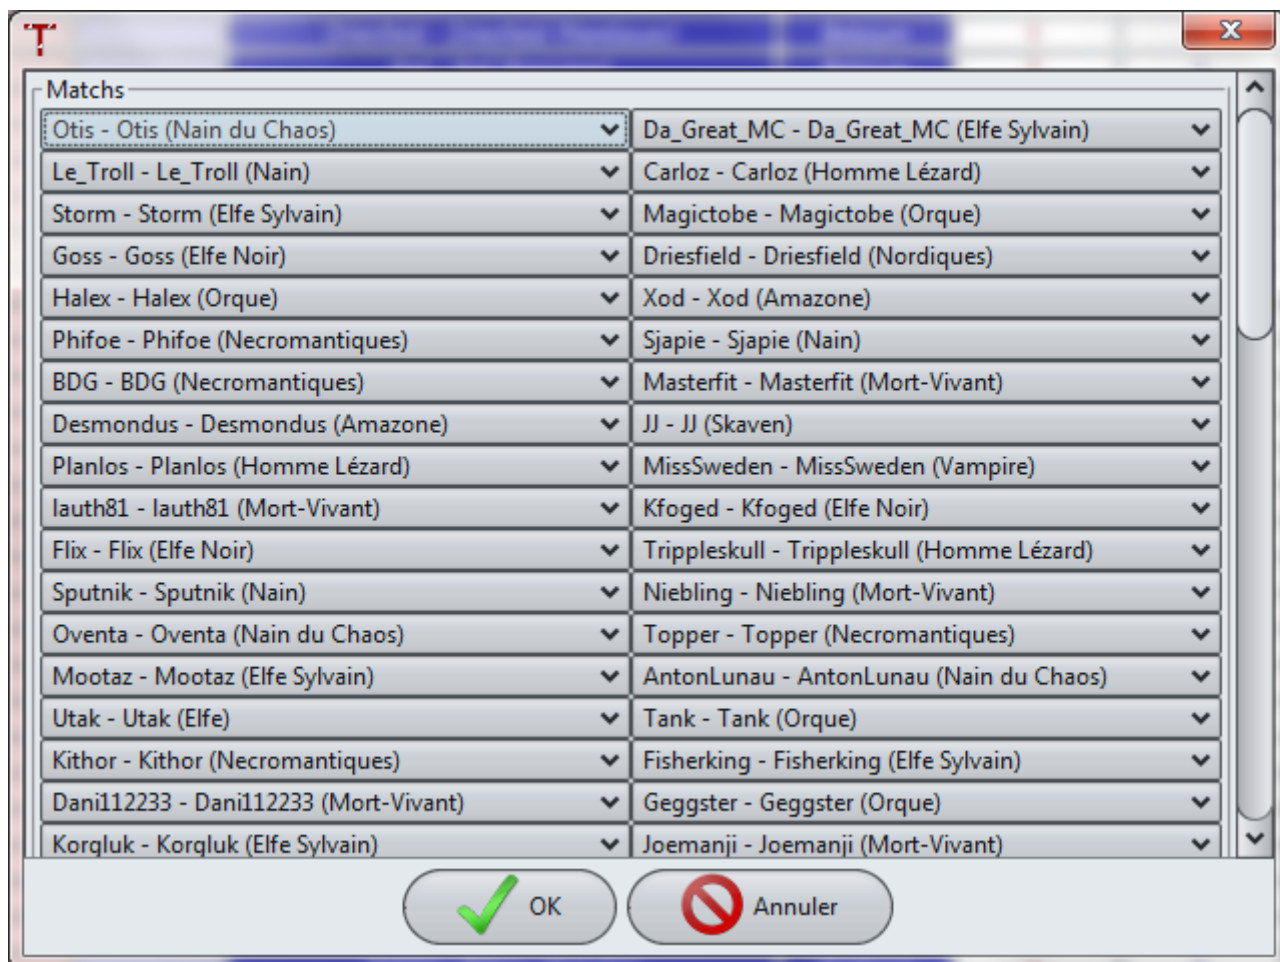 T
Matchs
Otis - Otis (Nain du Chaos) Da_Great_MC - Da_Great_MC (Elfe Sylvain)
Le_Troll - Le_Troll (Nain) Carloz - Carloz (Homme Lézard)
Storm - Storm (Elfe Sylvain) Magictobe - Magictobe (Orque)
Goss - Goss (Elfe Noir) Driesfield - Driesfield (Nordiques)
Halex - Halex (Orque) Xod - Xod (Amazone)
Phifoe - Phifoe (Necromantiques) Sjapie - Sjapie (Nain)
BDG - BDG (Necromantiques) Masterfit - Masterfit (Mort-Vivant)
Desmondus - Desmondus (Amazone) JJ - JJ (Skaven)
Planlos - Planlos (Homme Lézard) MissSweden - MissSweden (Vampire)
lauth81 - lauth81 (Mort-Vivant) Kfoged - Kfoged (Elfe Noir)
Flix - Flix (Elfe Noir) Trippleskull - Trippleskull (Homme Lézard)
Sputnik - Sputnik (Nain) Niebling - Niebling (Mort-Vivant)
Oventa - Oventa (Nain du Chaos) Topper - Topper (Necromantiques)
Mootaz - Mootaz (Elfe Sylvain) AntonLunau - AntonLunau (Nain du Chaos)
Utak - Utak (Elfe) Tank - Tank (Orque)
Kithor - Kithor (Necromantiques) Fisherking - Fisherking (Elfe Sylvain)
Dani112233 - Dani112233 (Mort-Vivant) Geggster - Geggster (Orque)
Korgluk - Korgluk (Elfe Sylvain) Joemanji - Joemanji (Mort-Vivant)
OK Annuler